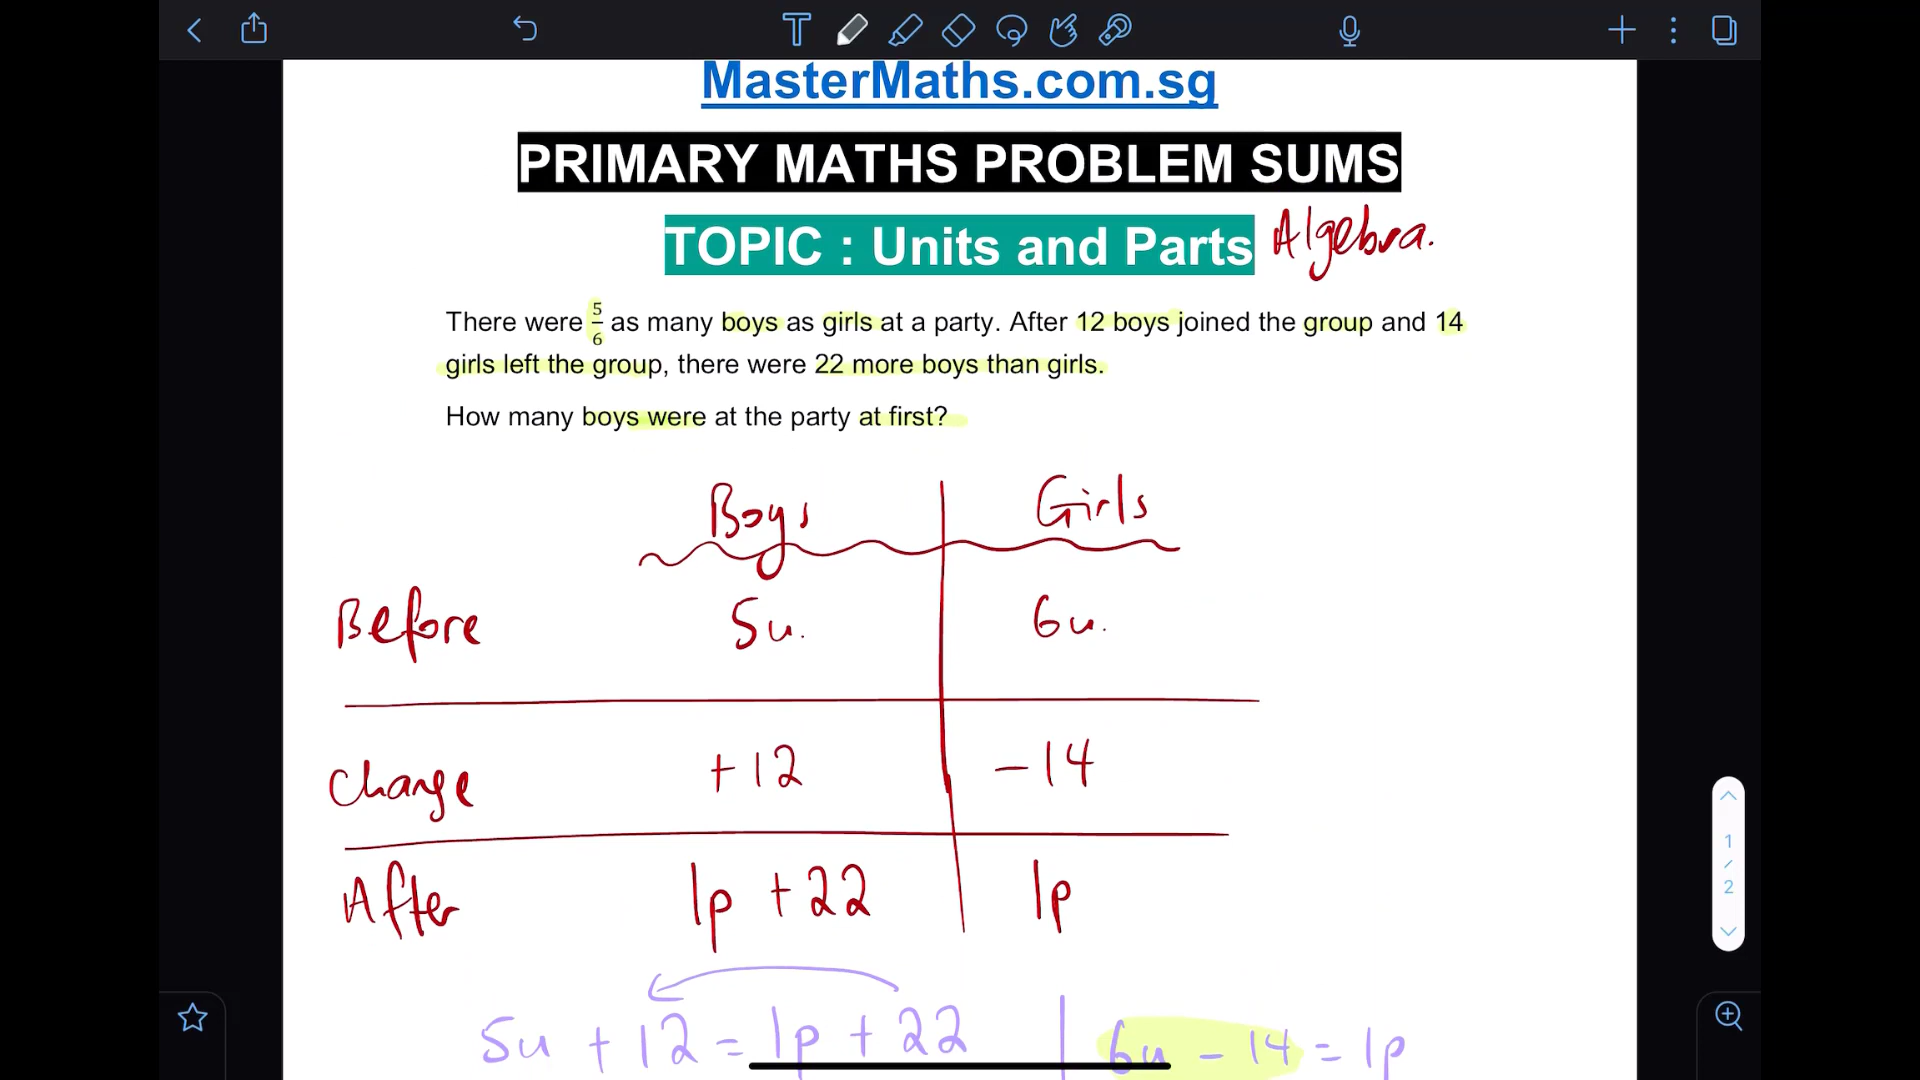 MasterMaths.com.sg
PRIMARY MATHS PROBLEM SUMS
TOPIC : Units and Parts Algebra.
There were 5/6 as many boys as girls at a party. After 12 boys joined the group and 14
girls left the group, there were 22 more boys than girls.
How many boys were at the party at first?
Boys Girls
Before 5u. 6u.
Change +12 -14
After 1p +22 1p
5u + 12 = 1p + 22 6u - 14 = 1p
1
/
2